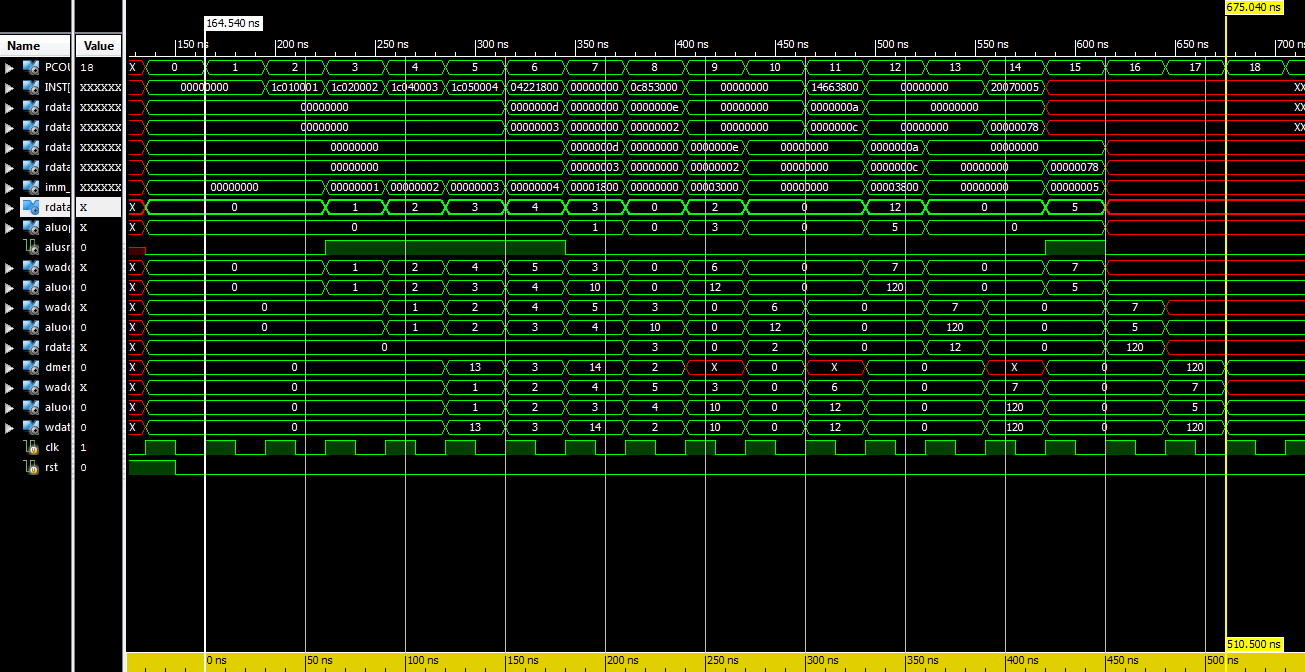 675.040 ns
164.540 ns
Name Value 150 ns 200 ns 250 ns 300 ns 350 ns 400 ns 450 ns 500 ns 550 ns 600 ns 650 ns 700 ns
PCOU 18 X 0 1 2 3 4 5 6 7 8 9 10 11 12 13 14 15 16 17 18
INST[ XXXXXX 00000000 1c010001 1c020002 1c040003 1c050004 04221800 00000000 0c853000 00000000 14663800 00000000 20070005 XX
rdata XXXXXX 00000000 0000000d 00000000 0000000e 00000000 0000000a 00000000 XX
rdata XXXXXX 00000000 00000003 00000000 00000002 00000000 0000000c 00000000 00000078 XX
rdata XXXXXX 00000000 0000000d 00000000 0000000e 00000000 0000000a 00000000
rdata XXXXXX 00000000 00000003 00000000 00000002 00000000 0000000c 00000000 00000078
imm_ XXXXXX 00000000 00000001 00000002 00000003 00000004 00001800 00000000 00003000 00000000 00003800 00000000 00000005
rdata X X 0 1 2 3 4 3 0 2 0 12 0 5
aluop X X 0 1 0 3 0 5 0
alusr 0
wadd X X 0 1 2 4 5 3 0 6 0 7 0 7
aluou 0 X 0 1 2 3 4 10 0 12 0 120 0 5
wadd X X 0 1 2 4 5 3 0 6 0 7 0 7
aluou 0 X 0 1 2 3 4 10 0 12 0 120 0 5
rdata X X 0 3 0 2 0 12 0 120
dmer 0 X 0 13 3 14 2 X 0 X 0 X 0 120
wadd X X 0 1 2 4 5 3 0 6 0 7 0 7
aluou 0 X 0 1 2 3 4 10 0 12 0 120 0 5
wdat 0 X 0 13 3 14 2 10 0 12 0 120 0 120
clk 1
rst 0
510.500 ns
0 ns 50 ns 100 ns 150 ns 200 ns 250 ns 300 ns 350 ns 400 ns 450 ns 500 ns